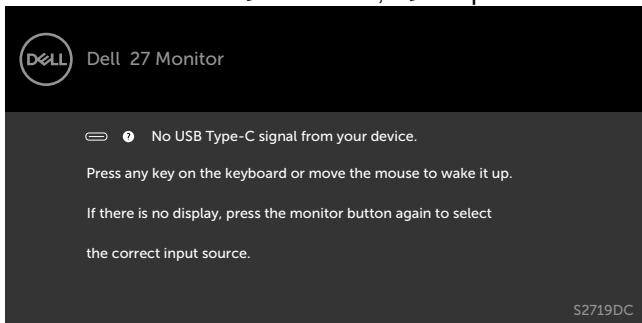 DELL
Dell 27 Monitor
? No USB Type-C signal from your device.
Press any key on the keyboard or move the mouse to wake it up.
If there is no display, press the monitor button again to select
the correct input source.
S2719DC